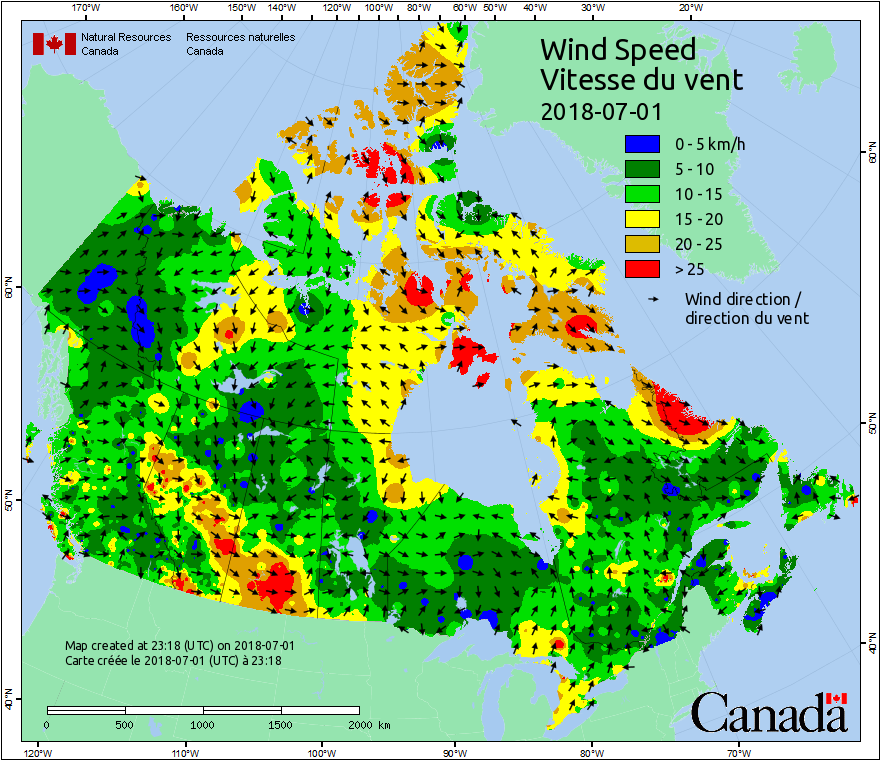 170°W 160°W 150°W 140°W 120°W 100°W 80°W 60°W 50°W 40°W 30°W 20°W
Natural Resources Ressources naturelles
Canada Canada
Wind Speed
Vitesse du vent
2018-07-01
0 - 5 km/h
5 - 10
10 - 15
15 - 20
20 - 25
> 25
Wind direction /
direction du vent
60°N 60°N
50°N 50°N
40°N 40°N
Map created at 23:18 (UTC) on 2018-07-01
Carte créée le 2018-07-01 (UTC) à 23:18
0 500 1000 1500 2000 km
Canada
120°W 110°W 100°W 90°W 80°W 70°W